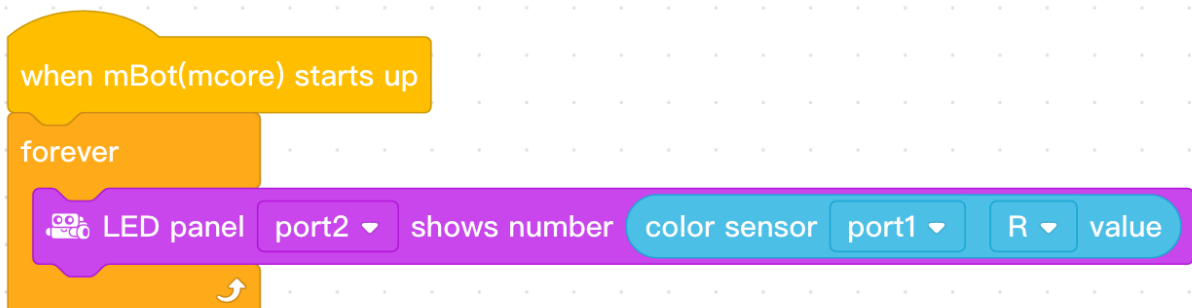 when mBot(mcore) starts up
forever
LED panel port2 shows number color sensor port1 R value